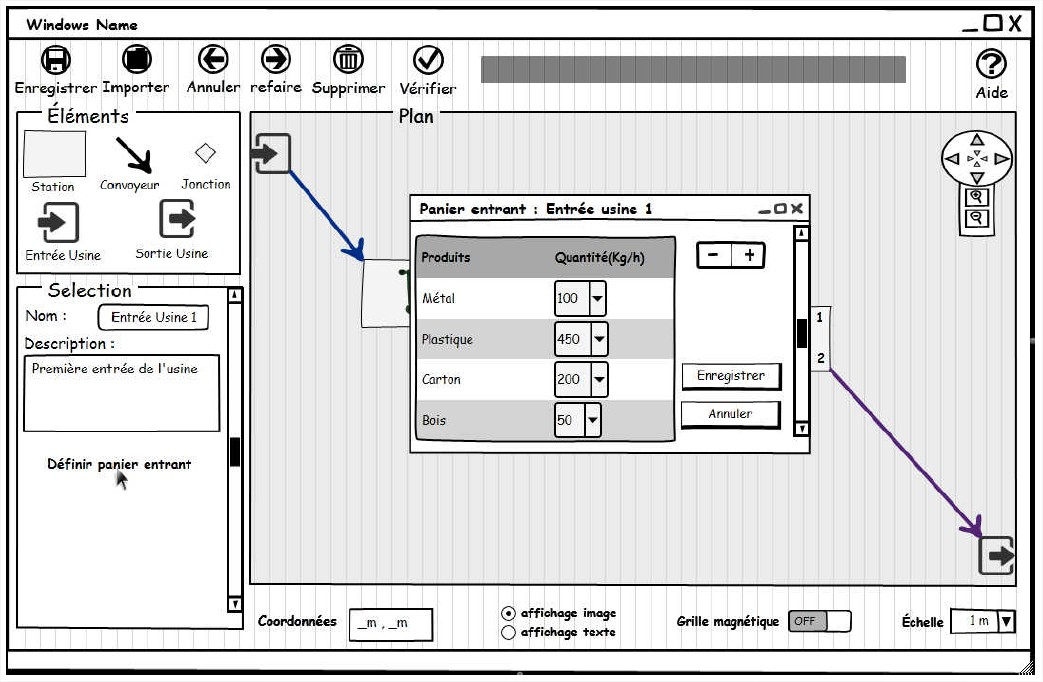 Windows Name
Enregistrer Importer Annuler refaire Supprimer Vérifier Aide
Éléments
Station Convoyeur Jonction
Entrée Usine Sortie Usine
Selection
Nom : Entrée Usine 1
Description :
Première entrée de l'usine
Définir panier entrant
Plan
Panier entrant : Entrée usine 1
Produits Quantité(Kg/h)
Métal 100
Plastique 450
Carton 200
Bois 50
- +
Enregistrer
Annuler
1
2
Coordonnées _m , _m
affichage image
affichage texte
Grille magnétique OFF
Échelle 1 m